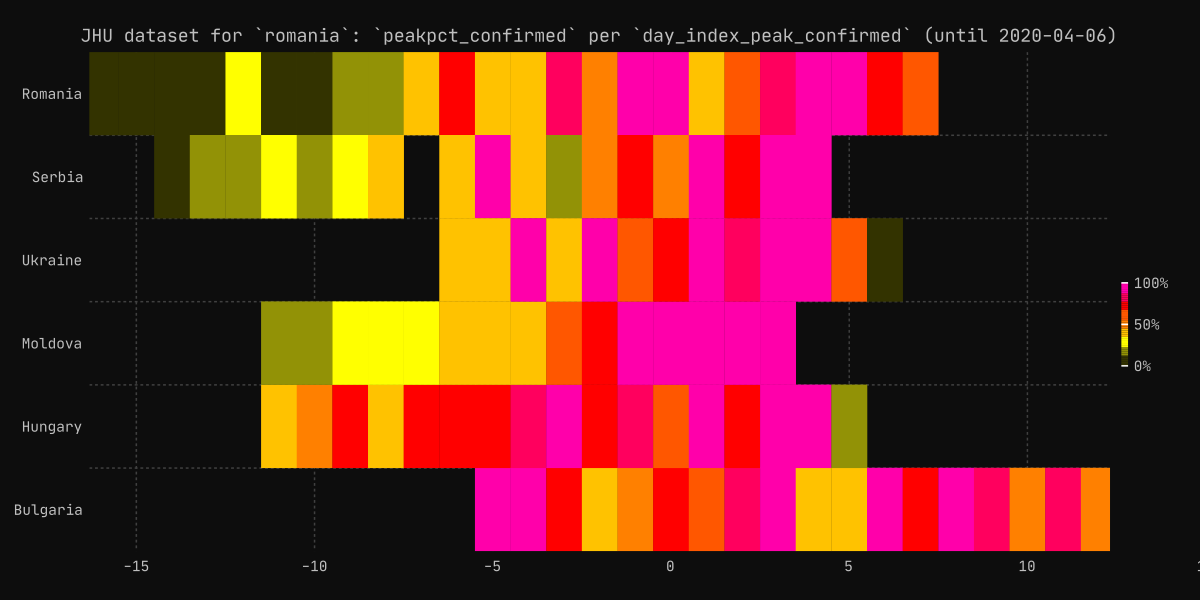 JHU dataset for `romania`: `peakpct_confirmed` per `day_index_peak_confirmed` (until 2020-04-06)
Romania
Serbia
Ukraine
Moldova
Hungary
Bulgaria
100%
50%
0%
−15 −10 −5 0 5 10